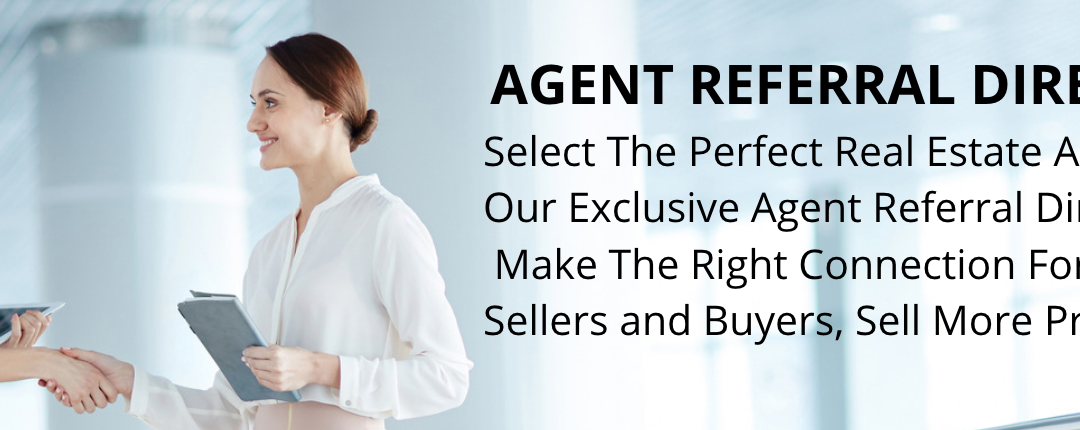 AGENT REFERRAL DIRE
Select The Perfect Real Estate A
Our Exclusive Agent Referral Dir
Make The Right Connection For
Sellers and Buyers, Sell More Pr